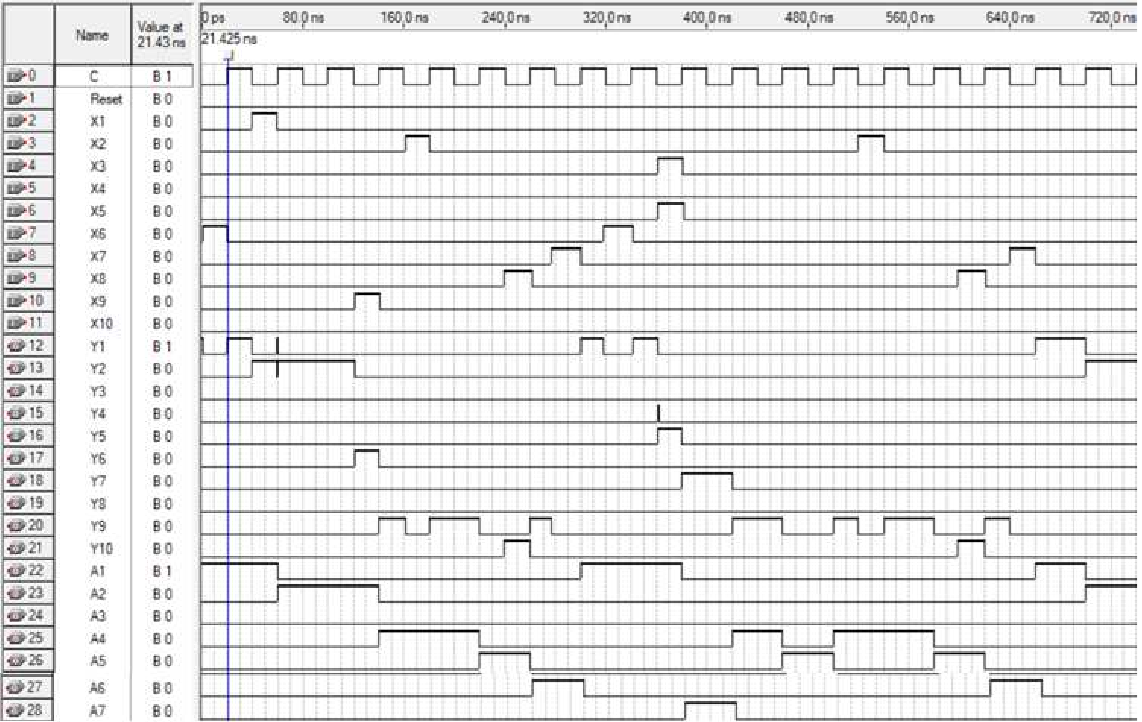 Name
Value at
21.43 ns
0 ps
80.0 ns
160.0 ns
240.0 ns
320.0 ns
400.0 ns
480.0 ns
560.0 ns
640.0 ns
720.0 ns
21.425 ns
0 C B 1
1 Reset B 0
2 X1 B 0
3 X2 B 0
4 X3 B 0
5 X4 B 0
6 X5 B 0
7 X6 B 0
8 X7 B 0
9 X8 B 0
10 X9 B 0
11 X10 B 0
12 Y1 B 1
13 Y2 B 0
14 Y3 B 0
15 Y4 B 0
16 Y5 B 0
17 Y6 B 0
18 Y7 B 0
19 Y8 B 0
20 Y9 B 0
21 Y10 B 0
22 A1 B 1
23 A2 B 0
24 A3 B 0
25 A4 B 0
26 A5 B 0
27 A6 B 0
28 A7 B 0